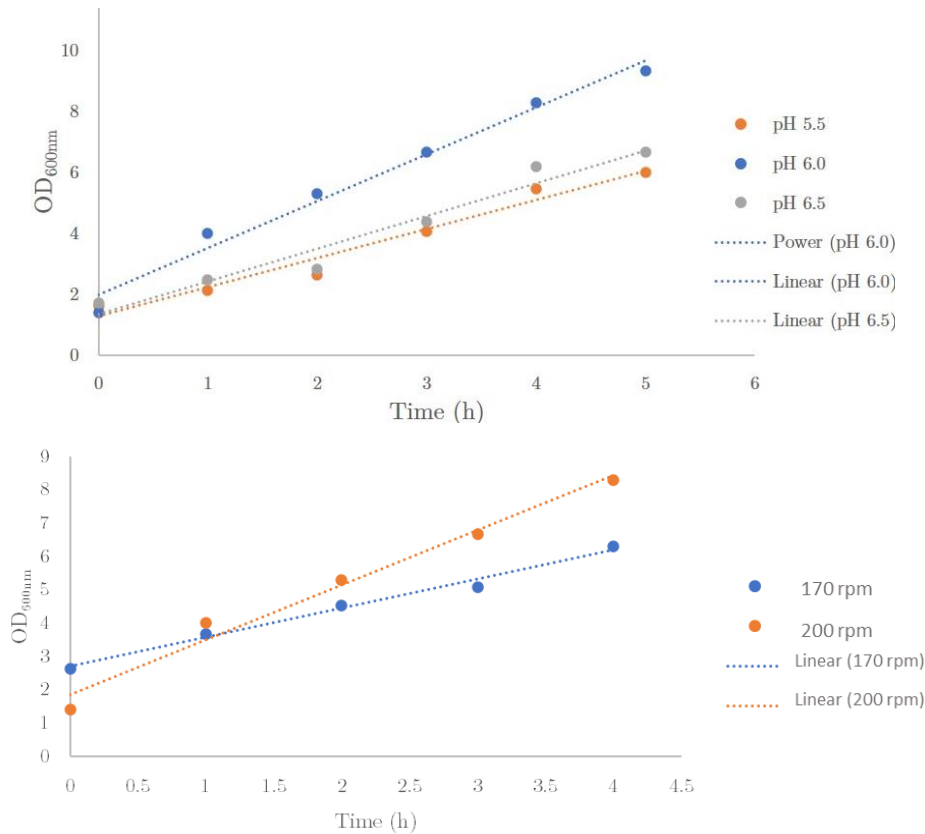 10
8
6
4
2
0
OD600nm
0 1 2 3 4 5 6
Time (h)
pH 5.5
pH 6.0
pH 6.5
Power (pH 6.0)
Linear (pH 6.0)
Linear (pH 6.5)
9
8
7
6
5
4
3
2
1
0
OD600nm
0 0.5 1 1.5 2 2.5 3 3.5 4 4.5
Time (h)
170 rpm
200 rpm
Linear (170 rpm)
Linear (200 rpm)